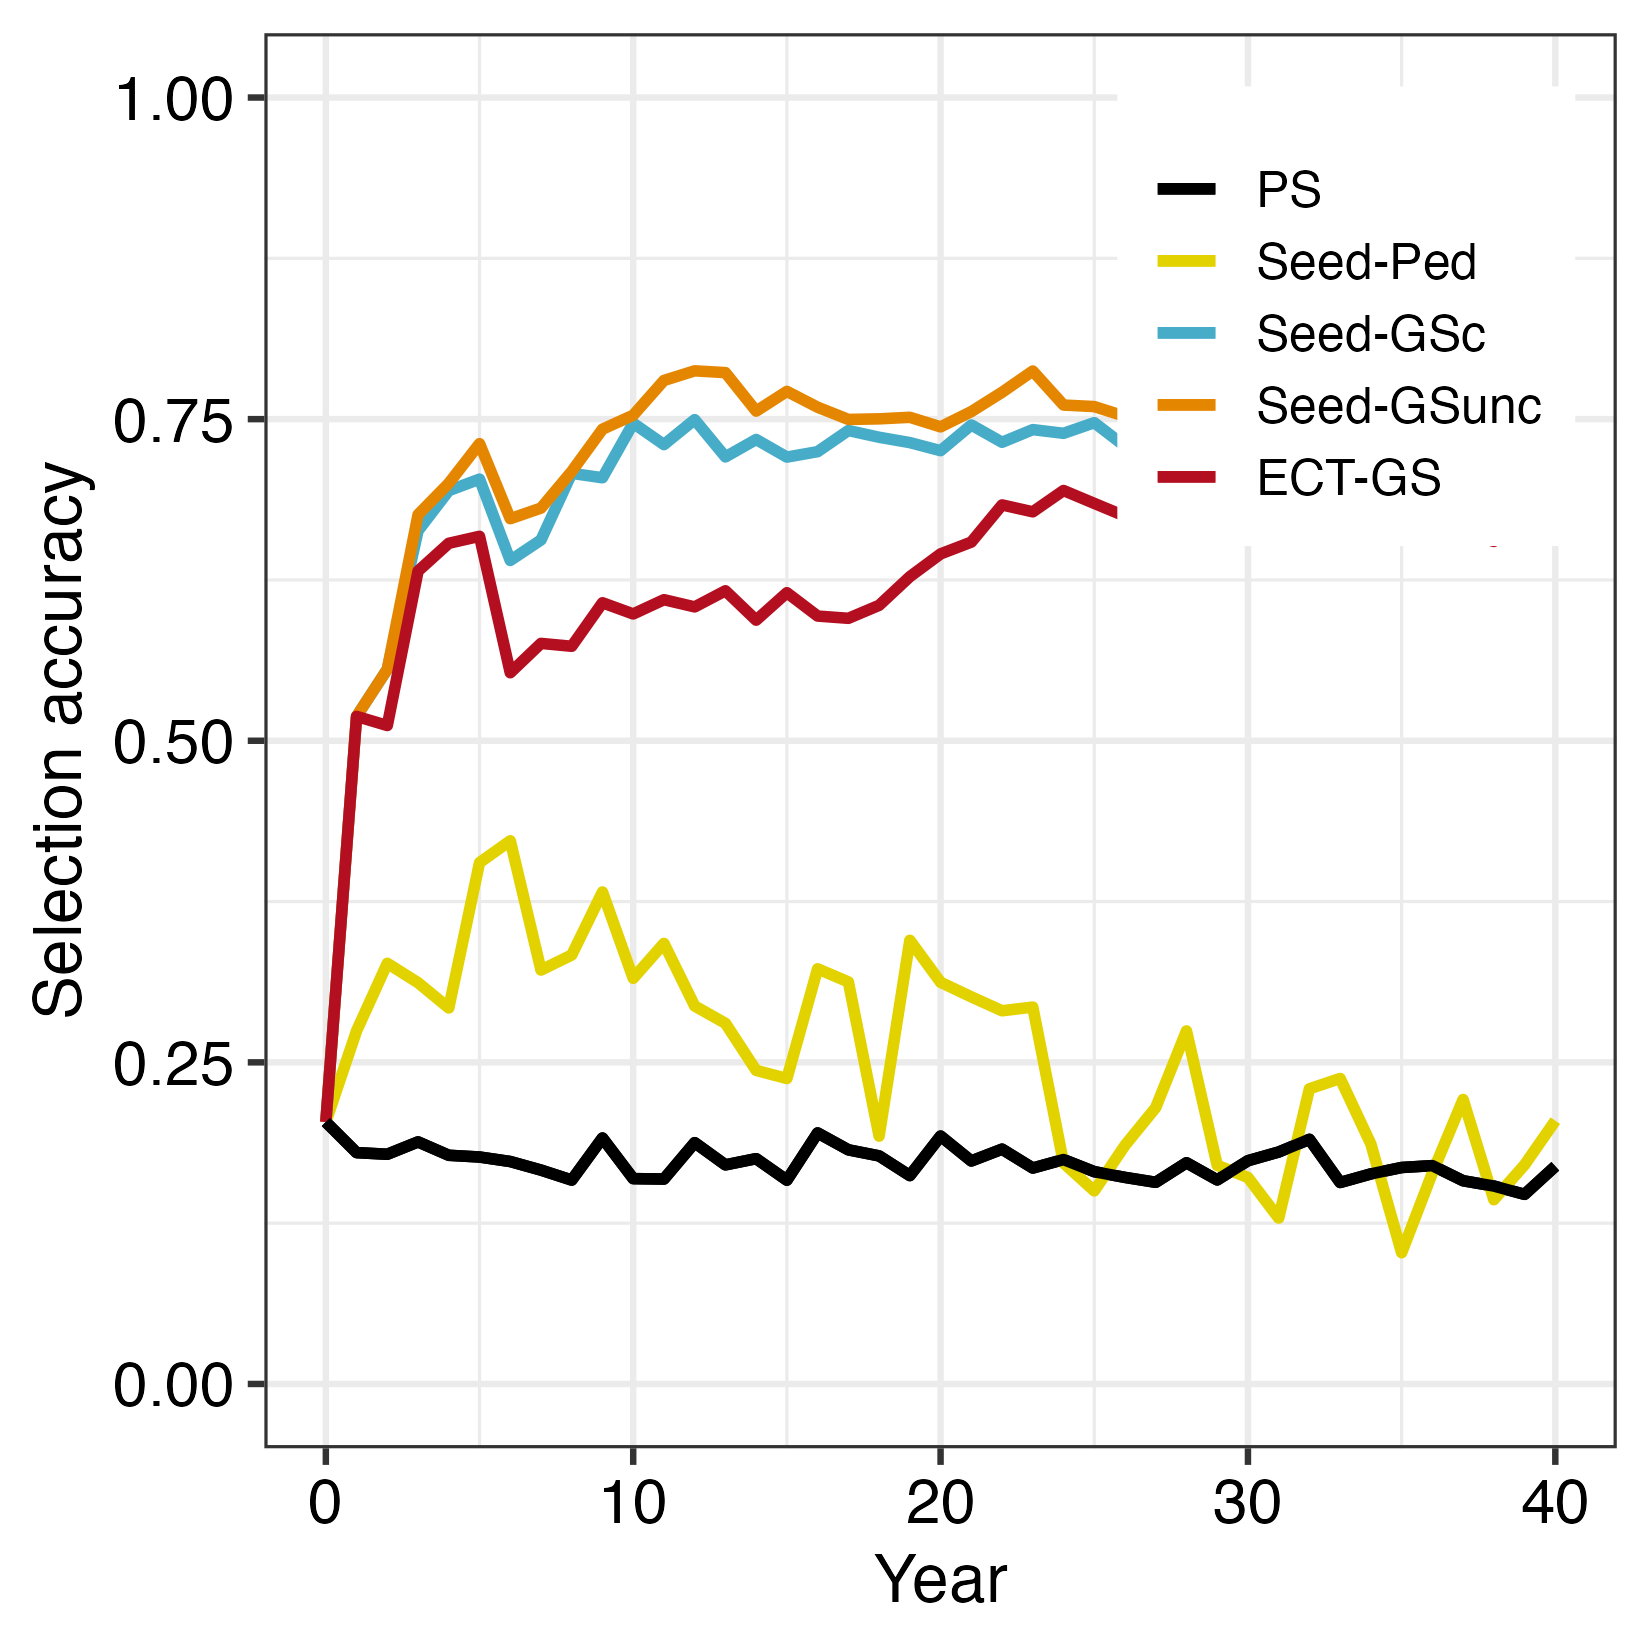 1.00
0.75
0.50
0.25
0.00
Selection accuracy
PS
Seed-Ped
Seed-GSc
Seed-GSunc
ECT-GS
0 10 20 30 40
Year